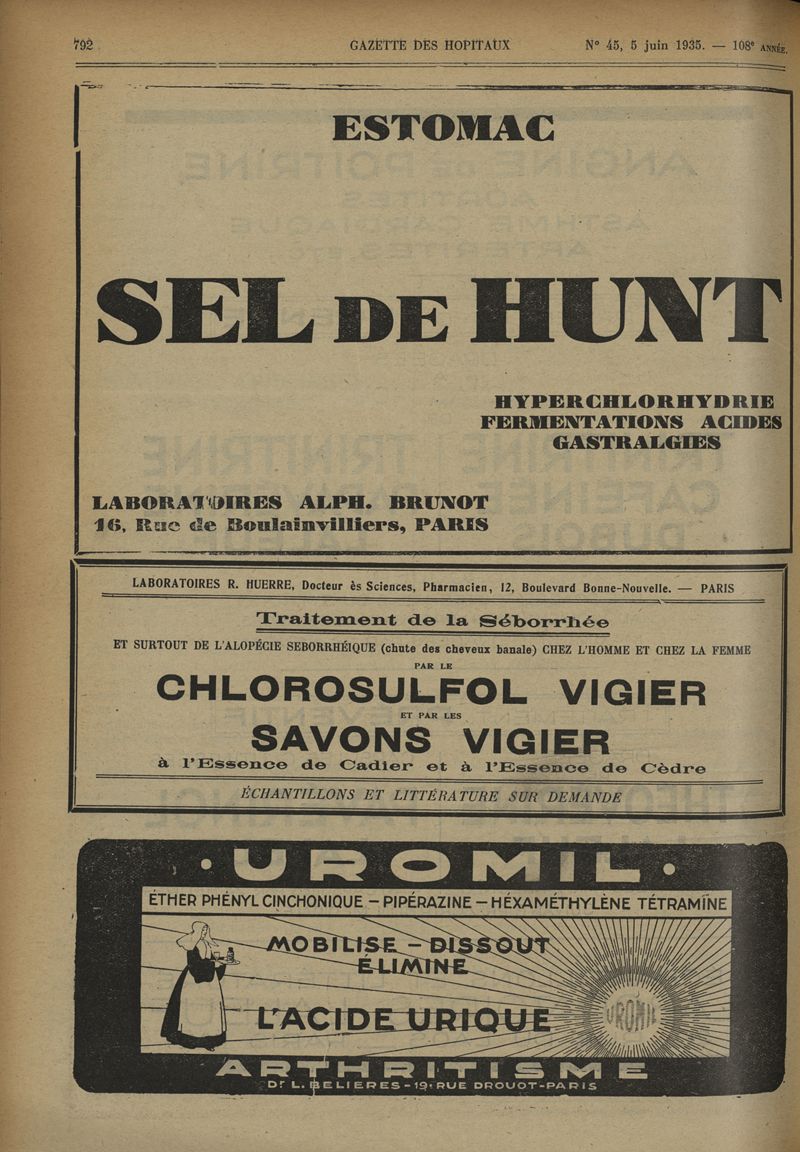 792
GAZETTE DES HOPITAUX
N° 45, 5 juin 1935. — 108e ANNÉE.
ESTOMAC
SEL DE HUNT
HYPERCHLORHYDRIE
FERMENTATIONS ACIDES
GASTRALGIES
LABORATOIRES ALPH. BRUNOT
16, Rue de Boulainvilliers, PARIS
LABORATOIRES R. HUERRE, Docteur ès Sciences, Pharmacien, 12, Boulevard Bonne-Nouvelle. — PARIS
Traitement de la Séborrhée
ET SURTOUT DE L'ALOPÉCIE SEBORRHÉIQUE (chute des cheveux banale) CHEZ L'HOMME ET CHEZ LA FEMME
PAR LE
CHLOROSULFOL VIGIER
ET PAR LES
SAVONS VIGIER
à l'Essence de Cadier et à l'Essence de Cèdre
ÉCHANTILLONS ET LITTÉRATURE SUR DEMANDE
• UROMIL •
ÉTHER PHÉNYL CINCHONIQUE – PIPÉRAZINE – HÉXAMÉTHYLÈNE TÉTRAMÎNE
MOBILISE – DISSOUT
ÉLIMINE
L'ACIDE URIQUE
UROMIL
ARTHRITISME
Dr L. BELIERES - 19, RUE DROUOT - PARIS